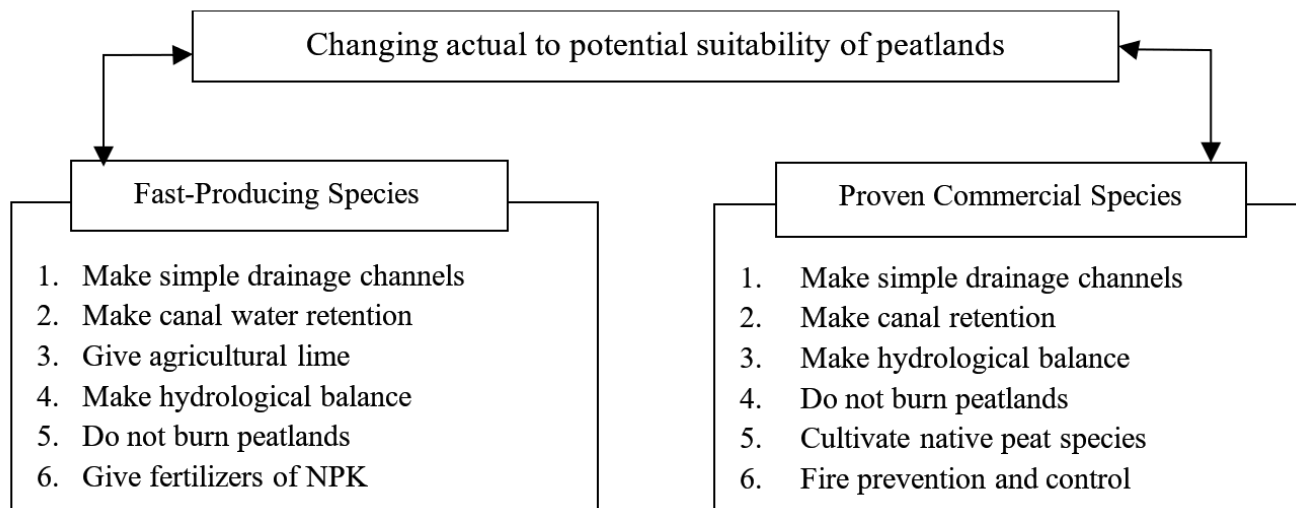 Changing actual to potential suitability of peatlands
Fast-Producing Species
1. Make simple drainage channels
2. Make canal water retention
3. Give agricultural lime
4. Make hydrological balance
5. Do not burn peatlands
6. Give fertilizers of NPK
Proven Commercial Species
1. Make simple drainage channels
2. Make canal retention
3. Make hydrological balance
4. Do not burn peatlands
5. Cultivate native peat species
6. Fire prevention and control